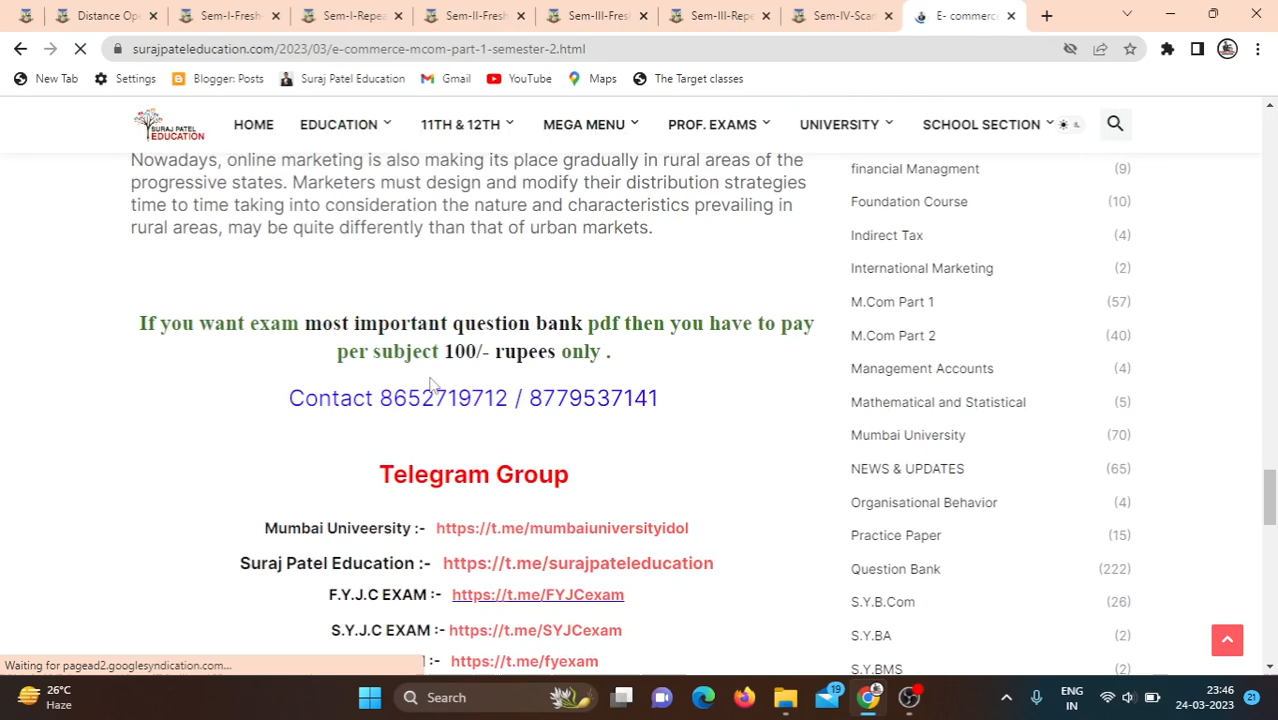 Distance Op
Sem-I-Fresh-
Sem-I-Repea
Sem-II-Fresh
Sem-III-Fres
Sem-III-Repe
Sem-IV-Scan
E- commerc
surajpateleducation.com/2023/03/e-commerce-mcom-part-1-semester-2.html
New Tab
Settings
Blogger: Posts
Suraj Patel Education
Gmail
YouTube
Maps
The Target classes
SURAJ PATEL
EDUCATION
HOME
EDUCATION
11TH & 12TH
MEGA MENU
PROF. EXAMS
UNIVERSITY
SCHOOL SECTION
Nowadays, online marketing is also making its place gradually in rural areas of the
progressive states. Marketers must design and modify their distribution strategies
time to time taking into consideration the nature and characteristics prevailing in
rural areas, may be quite differently than that of urban markets.
If you want exam most important question bank pdf then you have to pay
per subject 100/- rupees only .
Contact 8652719712 / 8779537141
Telegram Group
Mumbai Univeersity :- https://t.me/mumbaiuniversityidol
Suraj Patel Education :- https://t.me/surajpateleducation
F.Y.J.C EXAM :- https://t.me/FYJCexam
S.Y.J.C EXAM :- https://t.me/SYJCexam
:- https://t.me/fyexam
financial Managment (9)
Foundation Course (10)
Indirect Tax (4)
International Marketing (2)
M.Com Part 1 (57)
M.Com Part 2 (40)
Management Accounts (4)
Mathematical and Statistical (5)
Mumbai University (70)
NEWS & UPDATES (65)
Organisational Behavior (4)
Practice Paper (15)
Question Bank (222)
S.Y.B.Com (26)
S.Y.BA (2)
S.Y.BMS (2)
Waiting for pagead2.googlesyndication.com...
26°C
Haze
Search
19
ENG
IN
23:46
24-03-2023
21